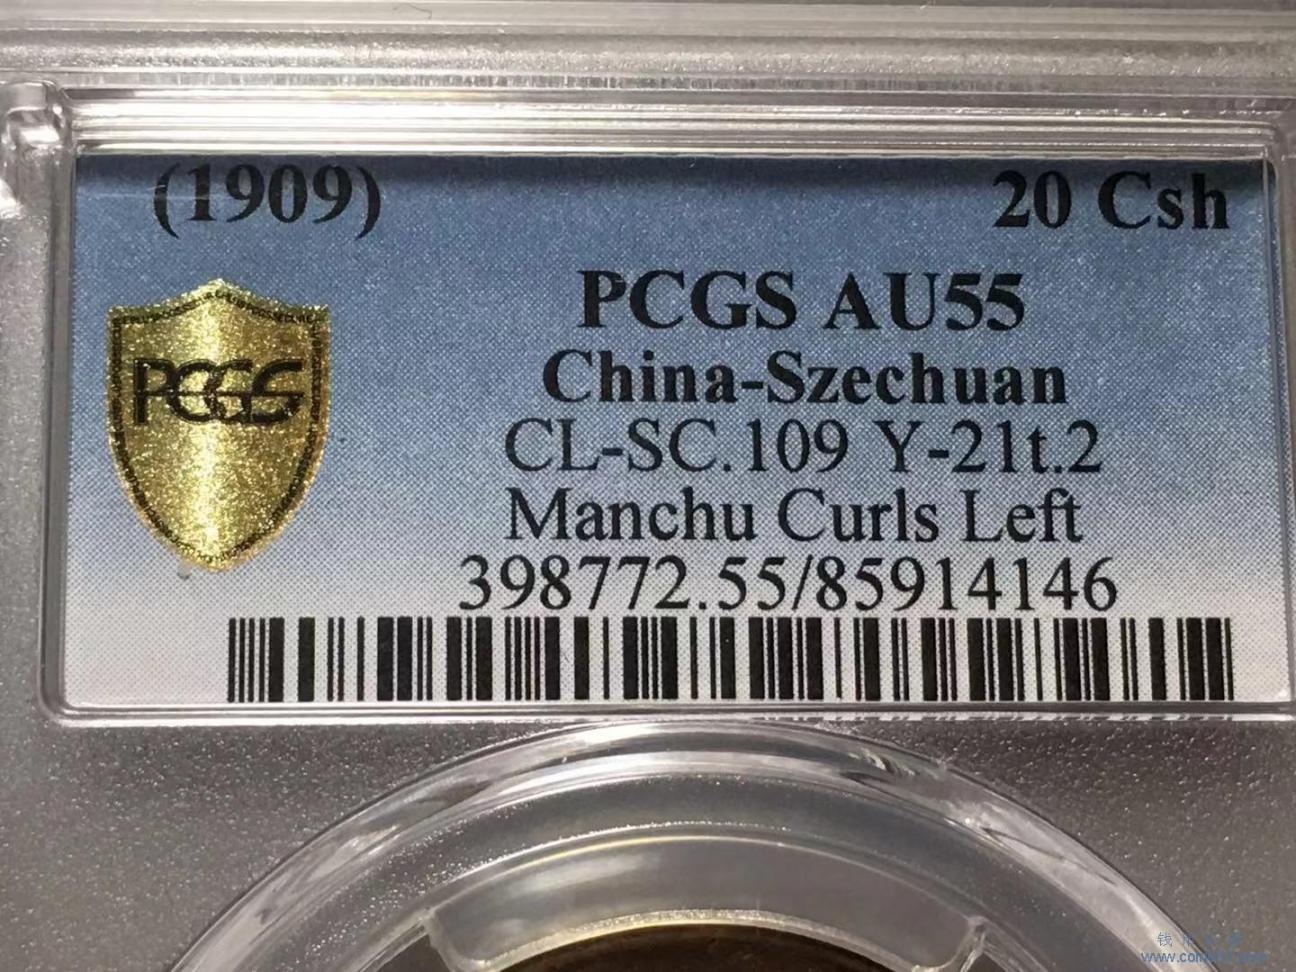 (1909) 20 Csh
PCGS AU55
China-Szechuan
CL-SC.109 Y-21t.2
Manchu Curls Left
398772.55/85914146
PCGS